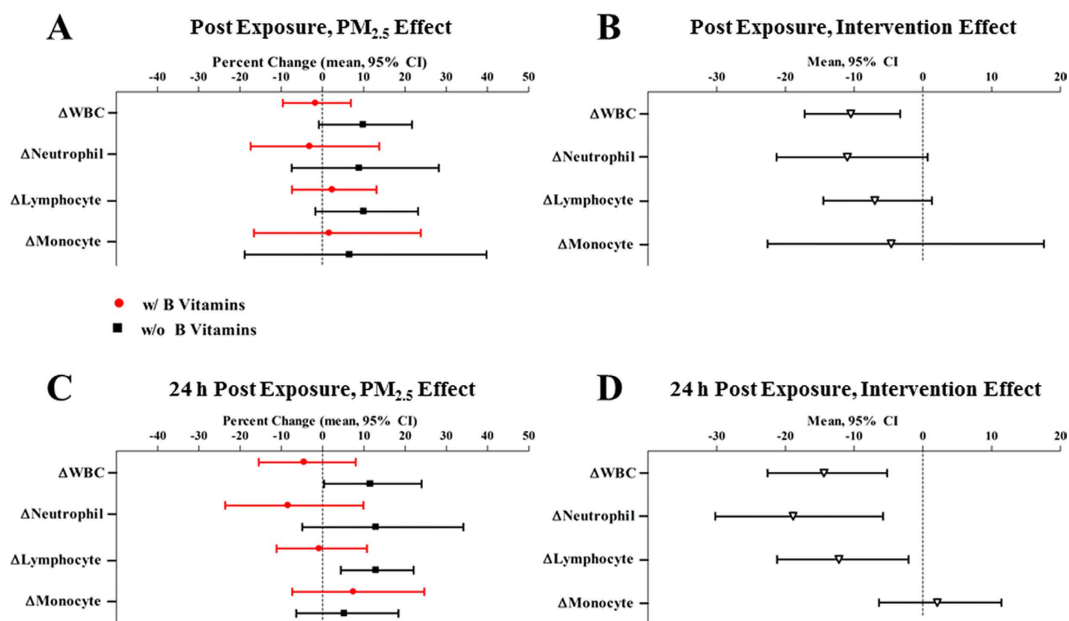 A
Post Exposure, PM2.5 Effect
Percent Change (mean, 95% CI)
-40 -30 -20 -10 0 10 20 30 40 50
ΔWBC
ΔNeutrophil
ΔLymphocyte
ΔMonocyte
B
Post Exposure, Intervention Effect
Mean, 95% CI
-30 -20 -10 0 10 20
ΔWBC
ΔNeutrophil
ΔLymphocyte
ΔMonocyte
w/ B Vitamins
w/o B Vitamins
C
24 h Post Exposure, PM2.5 Effect
Percent Change (mean, 95% CI)
-40 -30 -20 -10 0 10 20 30 40 50
ΔWBC
ΔNeutrophil
ΔLymphocyte
ΔMonocyte
D
24 h Post Exposure, Intervention Effect
Mean, 95% CI
-30 -20 -10 0 10 20
ΔWBC
ΔNeutrophil
ΔLymphocyte
ΔMonocyte